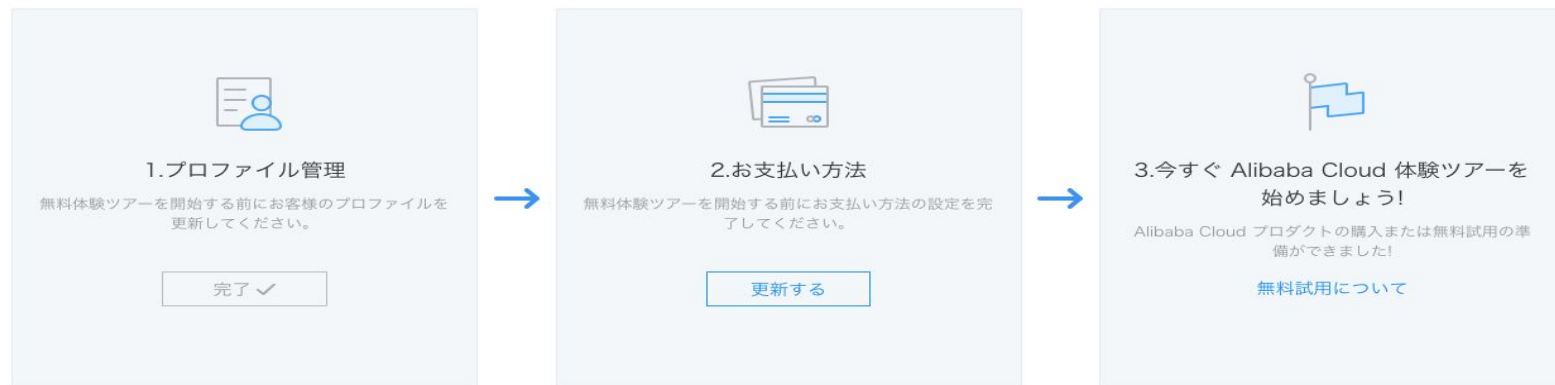 1.プロファイル管理
無料体験ツアーを開始する前にお客様のプロファイルを
更新してください。
完了
2.お支払い方法
無料体験ツアーを開始する前にお支払い方法の設定を完
了してください。
更新する
3.今すぐ Alibaba Cloud 体験ツアーを
始めましょう!
Alibaba Cloud プロダクトの購入または無料試用の準
備ができました!
無料試用について